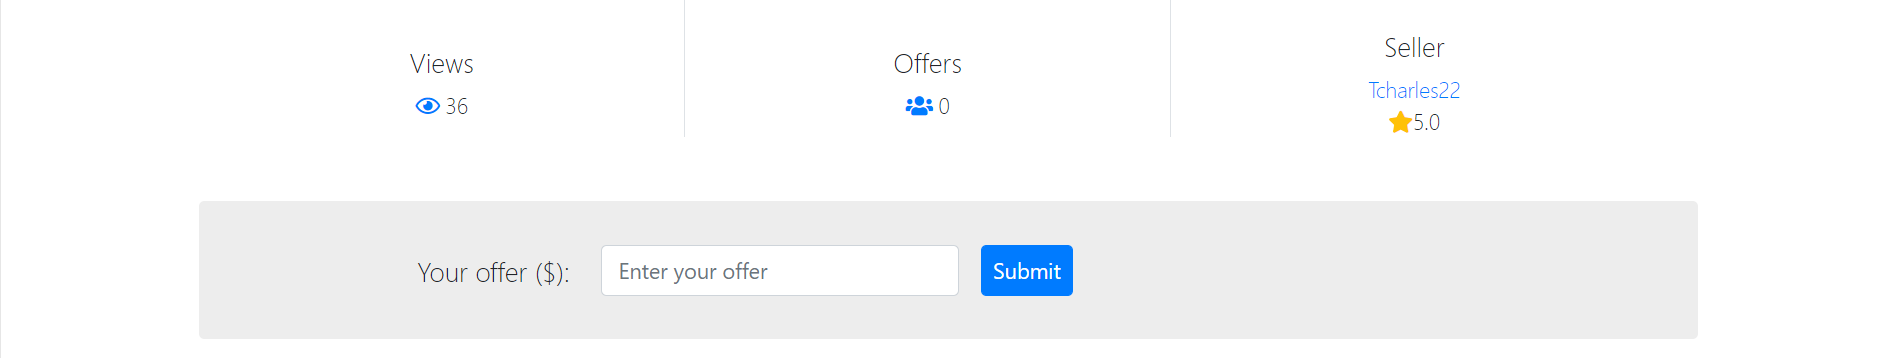 Views
36
Offers
0
Seller
Tcharles22
5.0
Your offer ($):
Enter your offer
Submit